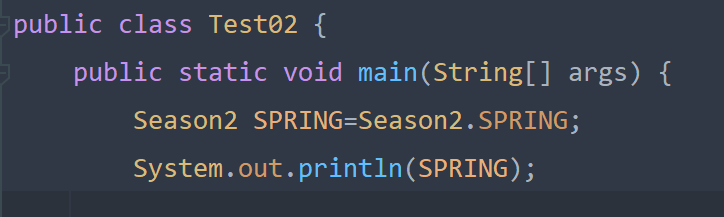 public class Test02 {
public static void main(String[] args) {
Season2 SPRING=Season2.SPRING;
System.out.println(SPRING);